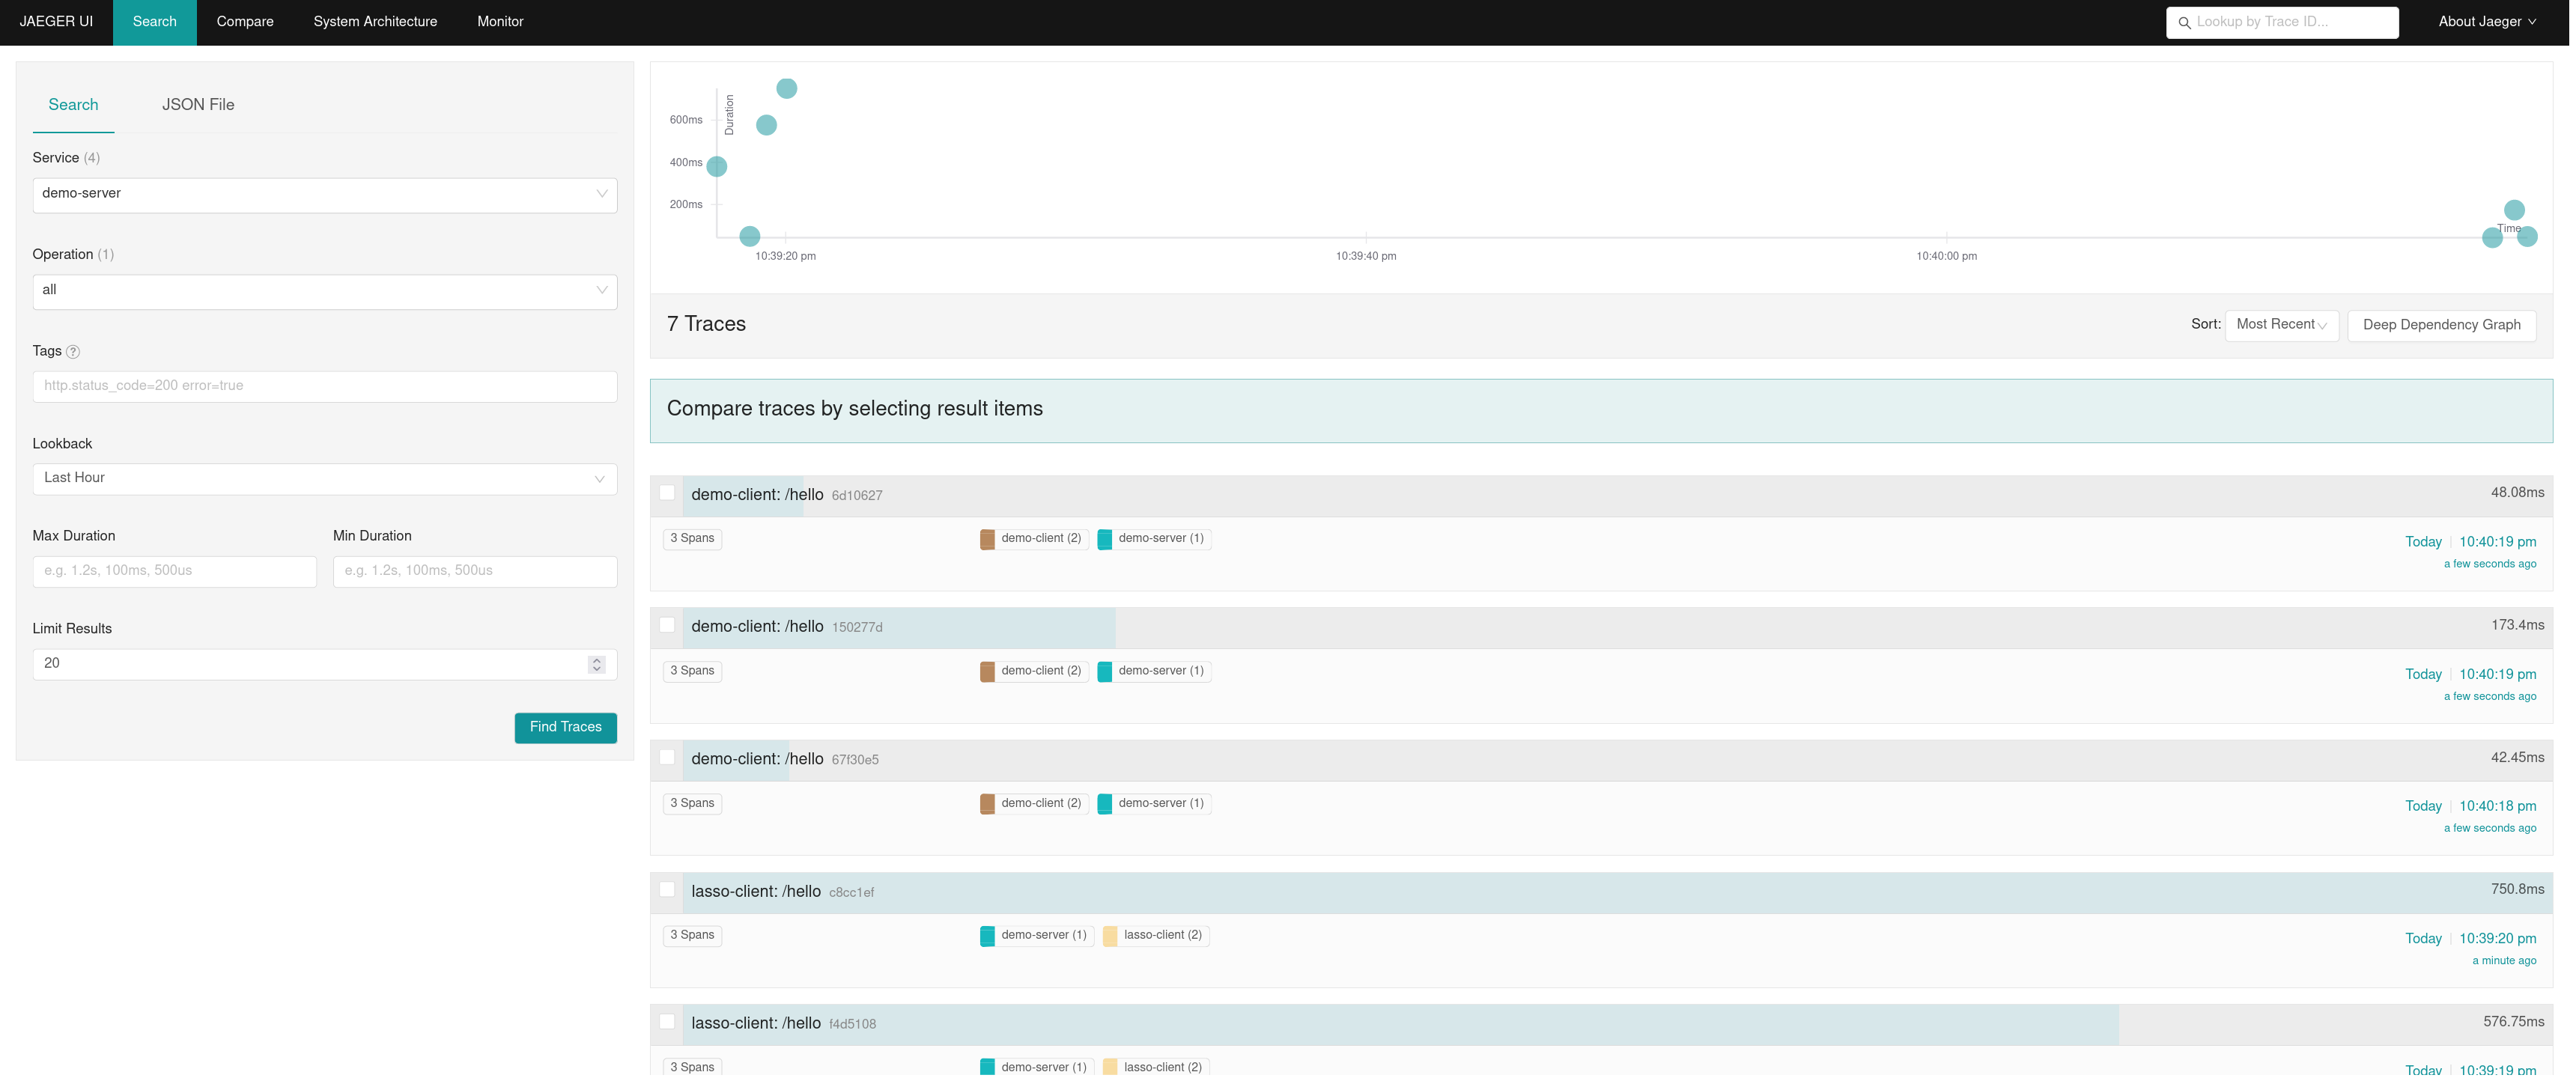 JAEGER UI Search Compare System Architecture Monitor Lookup by Trace ID... About Jaeger
Search JSON File
Service (4)
demo-server
Operation (1)
all
Tags ?
http.status_code=200 error=true
Lookback
Last Hour
Max Duration Min Duration
e.g. 1.2s, 100ms, 500us e.g. 1.2s, 100ms, 500us
Limit Results
20
Find Traces
Duration
600ms
400ms
200ms
Time
10:39:20 pm 10:39:40 pm 10:40:00 pm
7 Traces Sort: Most Recent Deep Dependency Graph
Compare traces by selecting result items
demo-client: /hello 6d10627 48.08ms
3 Spans demo-client (2) demo-server (1) Today 10:40:19 pm
a few seconds ago
demo-client: /hello 150277d 173.4ms
3 Spans demo-client (2) demo-server (1) Today 10:40:19 pm
a few seconds ago
demo-client: /hello 67f30e5 42.45ms
3 Spans demo-client (2) demo-server (1) Today 10:40:18 pm
a few seconds ago
lasso-client: /hello c8cc1ef 750.8ms
3 Spans demo-server (1) lasso-client (2) Today 10:39:20 pm
a minute ago
lasso-client: /hello f4d5108 576.75ms
3 Spans demo-server (1) lasso-client (2) Today 10:39:19 pm